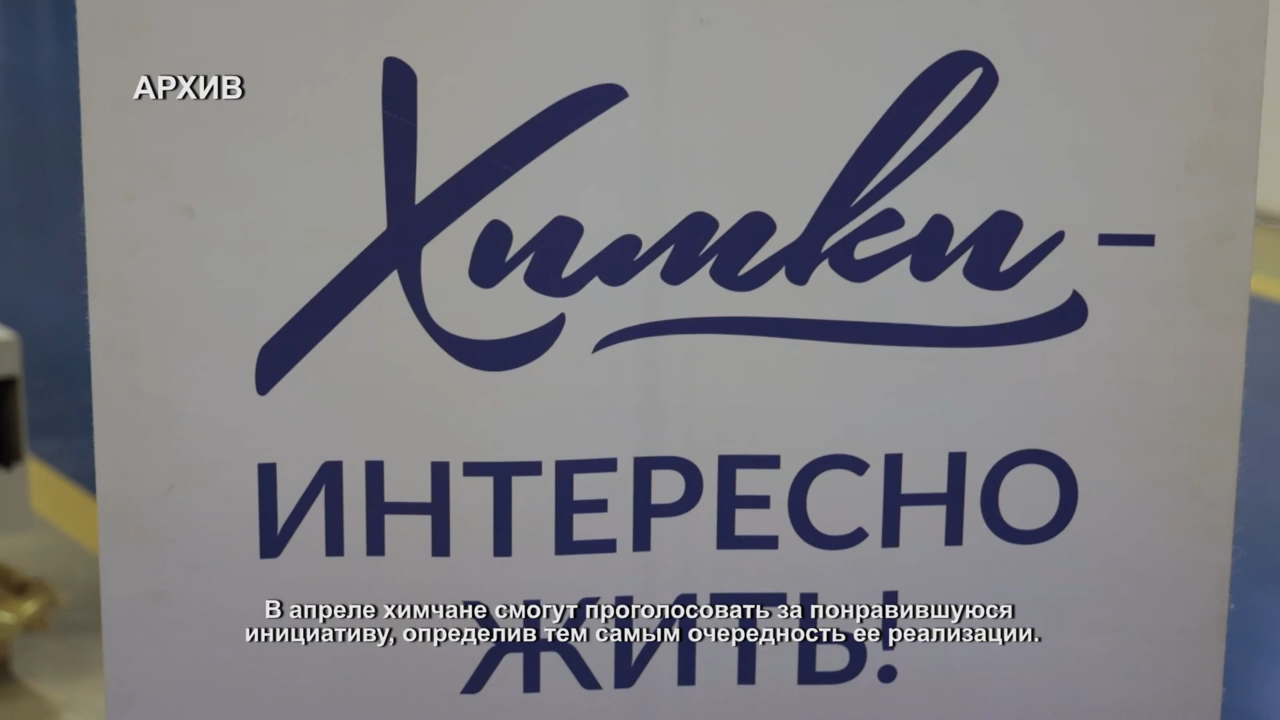 АРХИВ
Химки –
ИНТЕРЕСНО
ЖИТЬ!
В апреле химчане смогут проголосовать за понравившуюся
инициативу, определив тем самым очередность ее реализации.